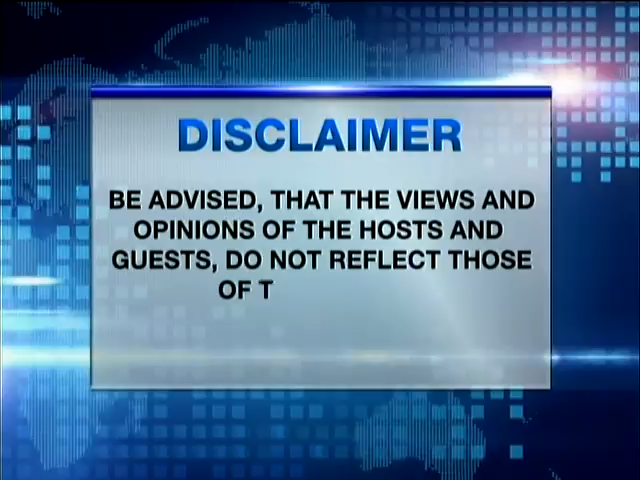 DISCLAIMER
BE ADVISED, THAT THE VIEWS AND
OPINIONS OF THE HOSTS AND
GUESTS, DO NOT REFLECT THOSE
OF T